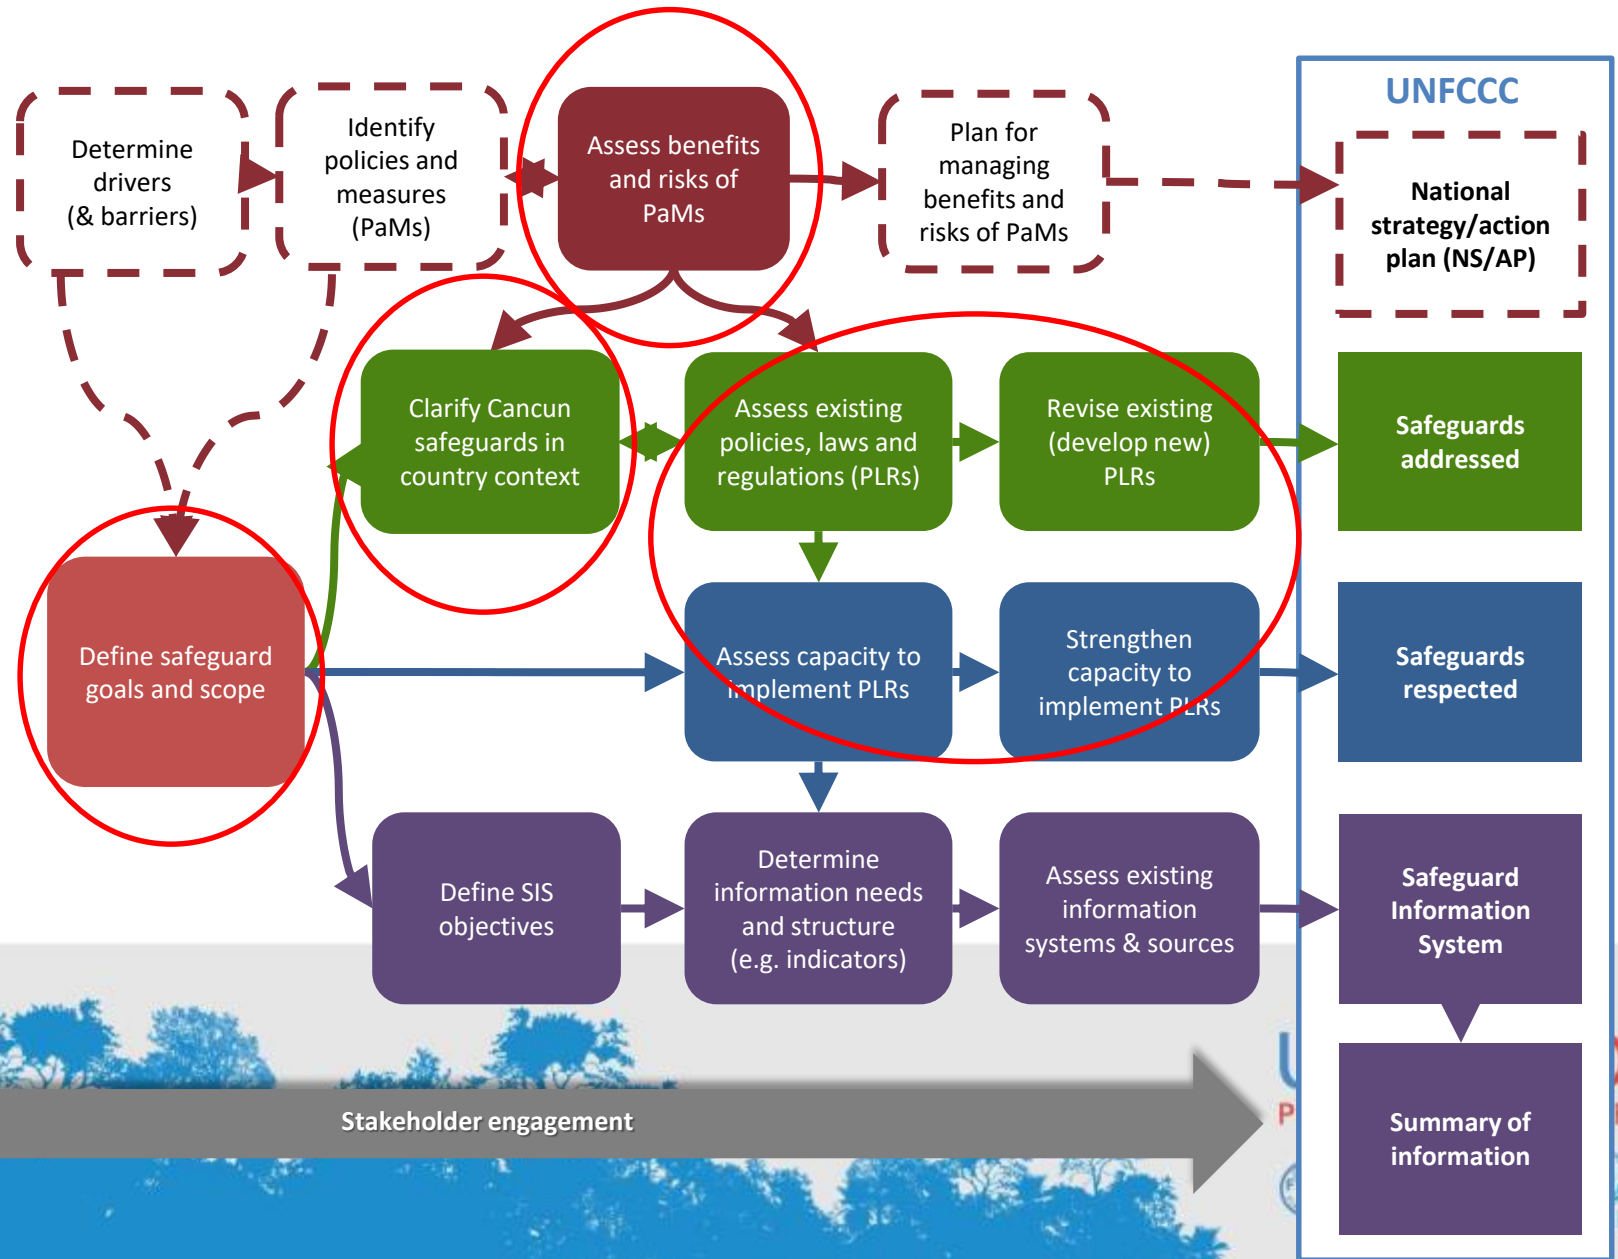 UNFCCC
Determine
drivers
(& barriers)
Identify
policies and
measures
(PaMs)
Assess benefits
and risks of
PaMs
Plan for
managing
benefits and
risks of PaMs
National
strategy/action
plan (NS/AP)
Clarify Cancun
safeguards in
country context
Assess existing
policies, laws and
regulations (PLRs)
Revise existing
(develop new)
PLRs
Safeguards
addressed
Define safeguard
goals and scope
Assess capacity to
implement PLRs
Strengthen
capacity to
implement PLRs
Safeguards
respected
Define SIS
objectives
Determine
information needs
and structure
(e.g. indicators)
Assess existing
information
systems & sources
Safeguard
Information
System
Stakeholder engagement
Summary of
information